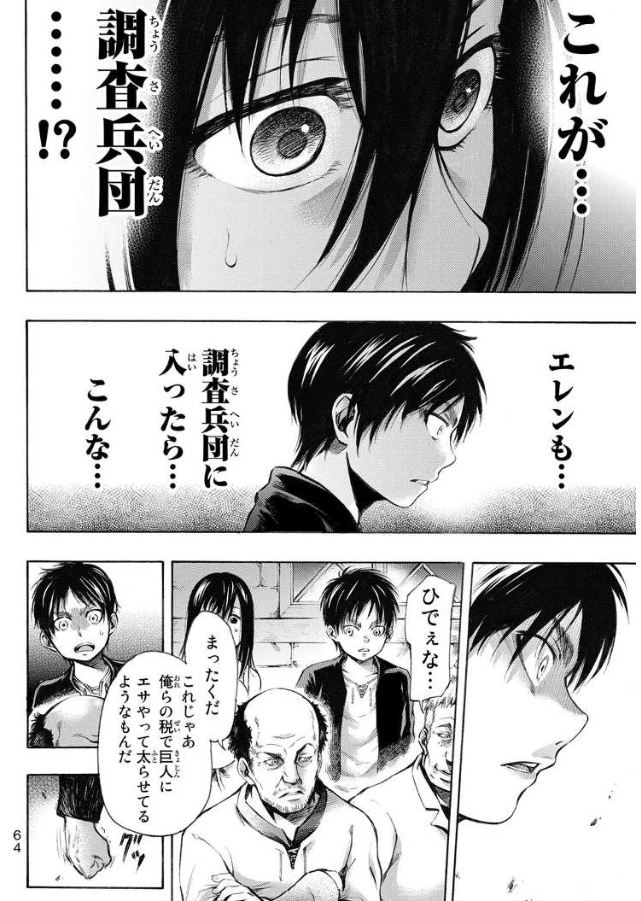 これが…
調査兵団
………!?
エレンも…
調査兵団に
入ったら…
こんな…
ひでぇな…
まったくだ
これじゃあ
俺らの税で巨人に
エサやって太らせてる
ようなもんだ
グッ
64